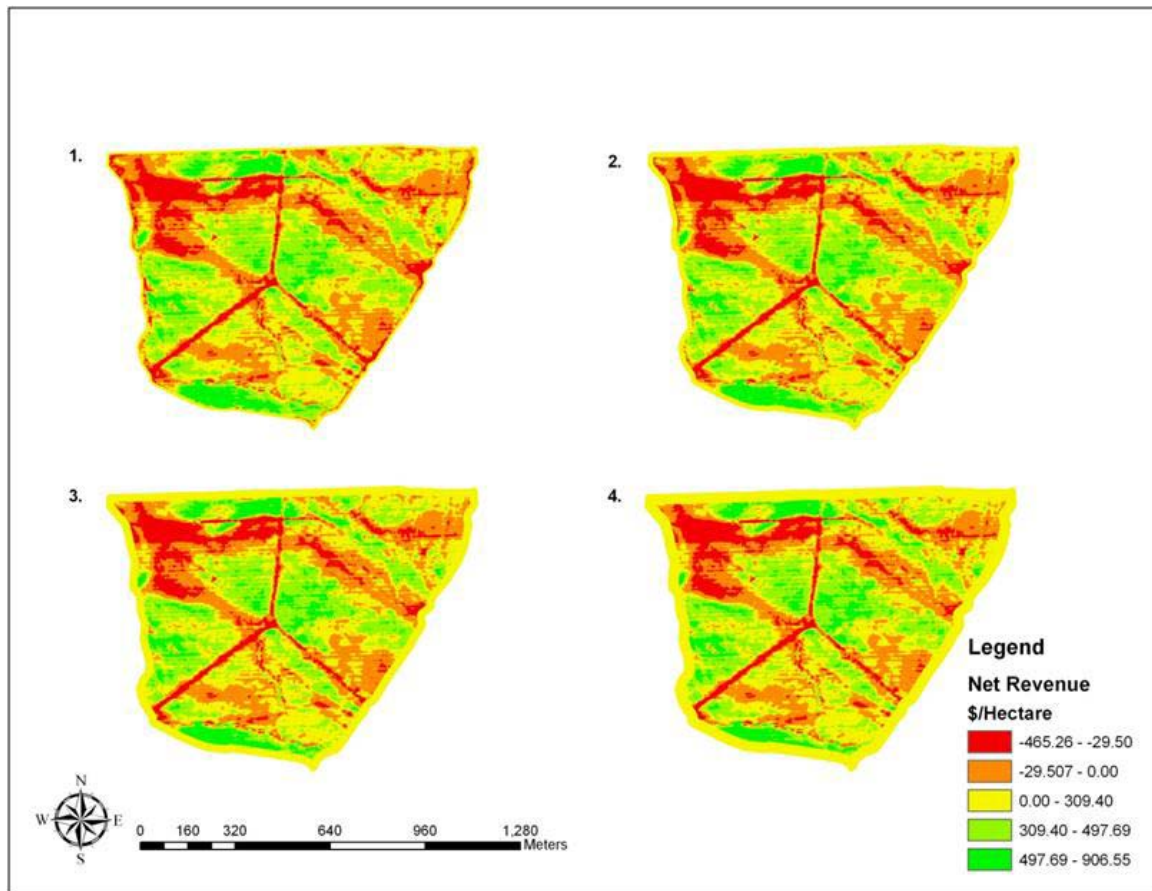 1.
2.
3.
4.
Legend
Net Revenue
$/Hectare
-465.26 - -29.50
-29.507 - 0.00
0.00 - 309.40
309.40 - 497.69
497.69 - 906.55
N
W E
S
0 160 320 640 960 1,280
Meters